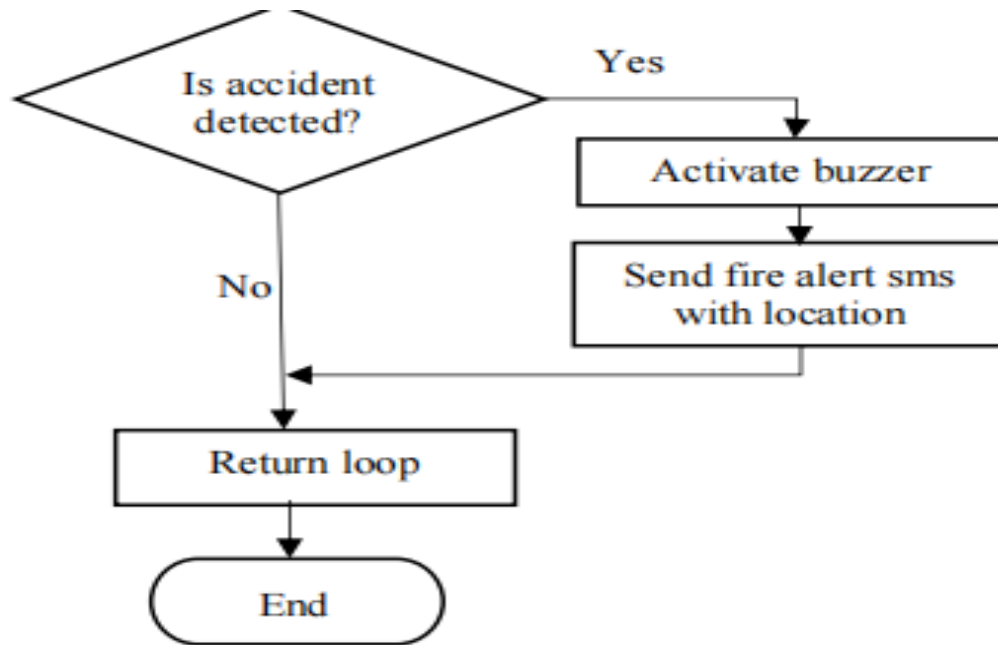 Is accident
detected?
Yes
Activate buzzer
Send fire alert sms
with location
No
Return loop
End